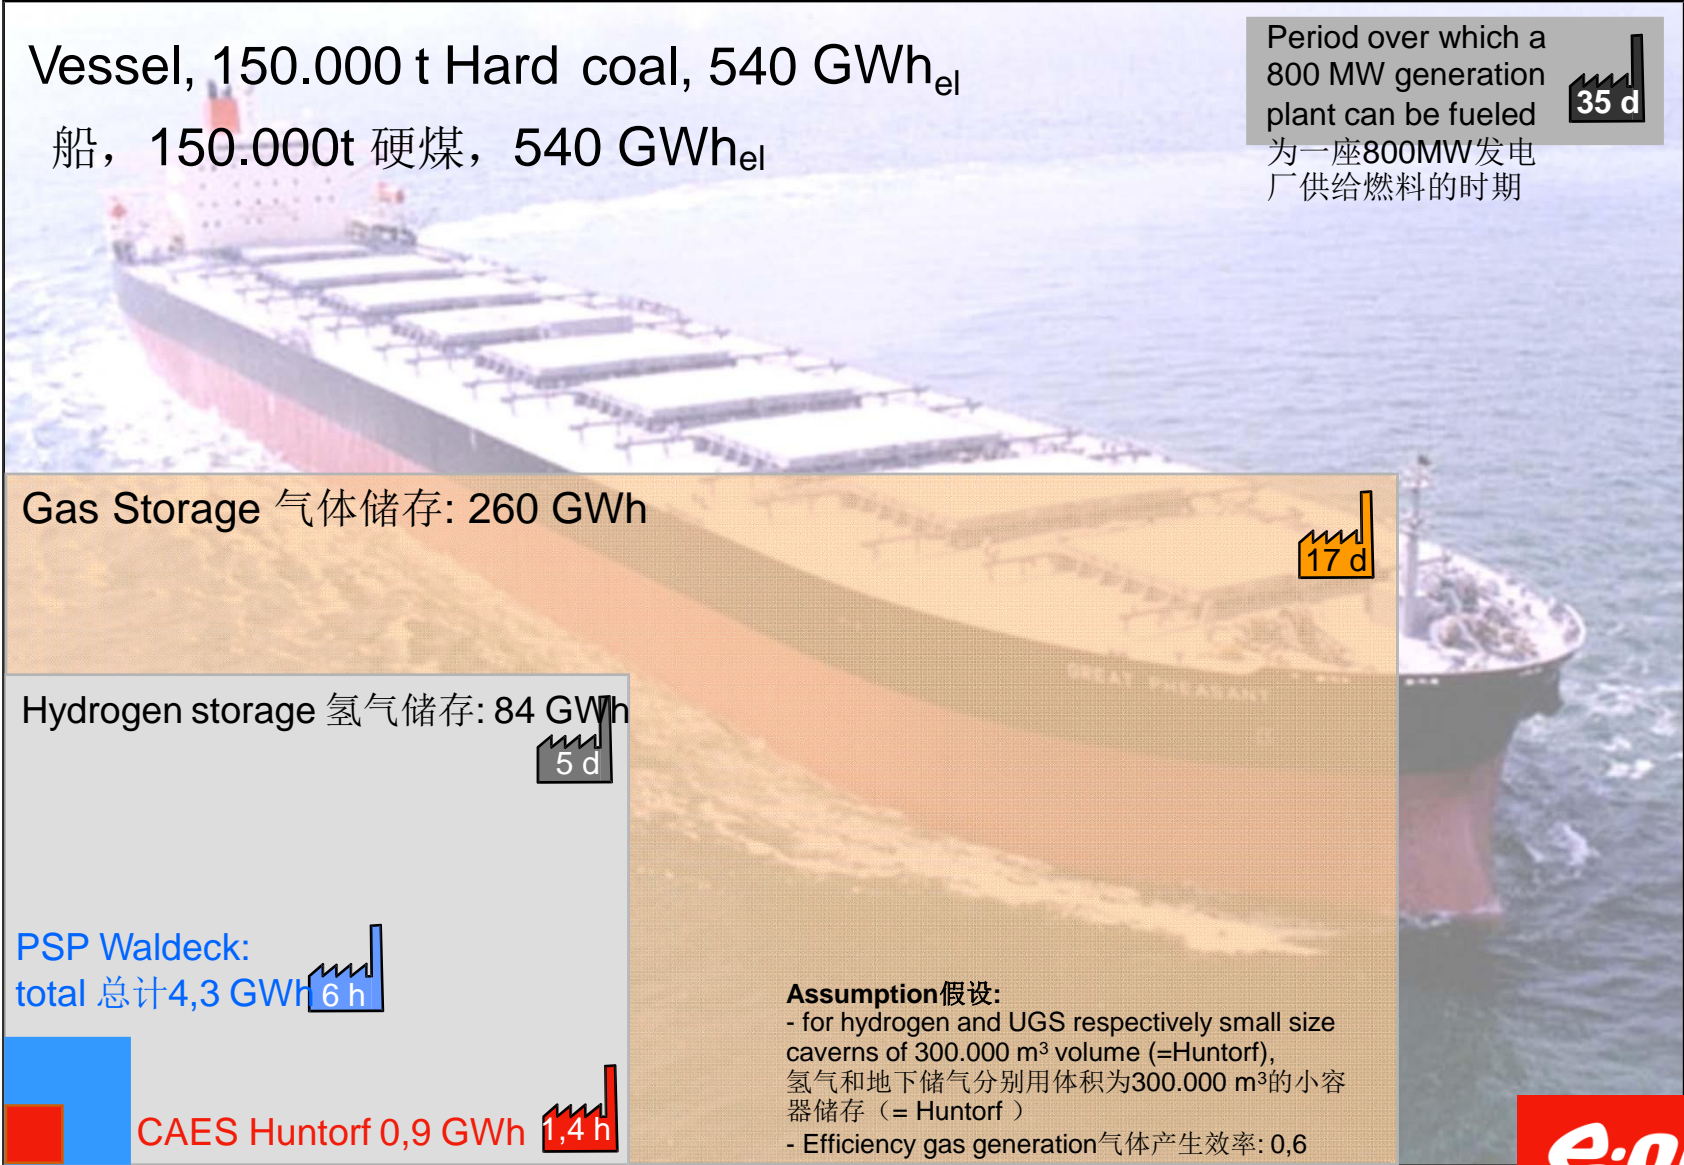 Vessel, 150.000 t Hard coal, 540 GWhel
船，150.000t 硬煤，540 GWhel
Period over which a
800 MW generation
plant can be fueled
35 d
为一座800MW发电
厂供给燃料的时期
Gas Storage 气体储存: 260 GWh
17 d
GREAT PHEASANT
Hydrogen storage 氢气储存: 84 GWh
5 d
PSP Waldeck:
total 总计4,3 GWh
6 h
CAES Huntorf 0,9 GWh
1,4 h
Assumption假设:
- for hydrogen and UGS respectively small size
caverns of 300.000 m³ volume (=Huntorf),
氢气和地下储气分别用体积为300.000 m³的小容
器储存（= Huntorf ）
- Efficiency gas generation气体产生效率: 0,6
e·on